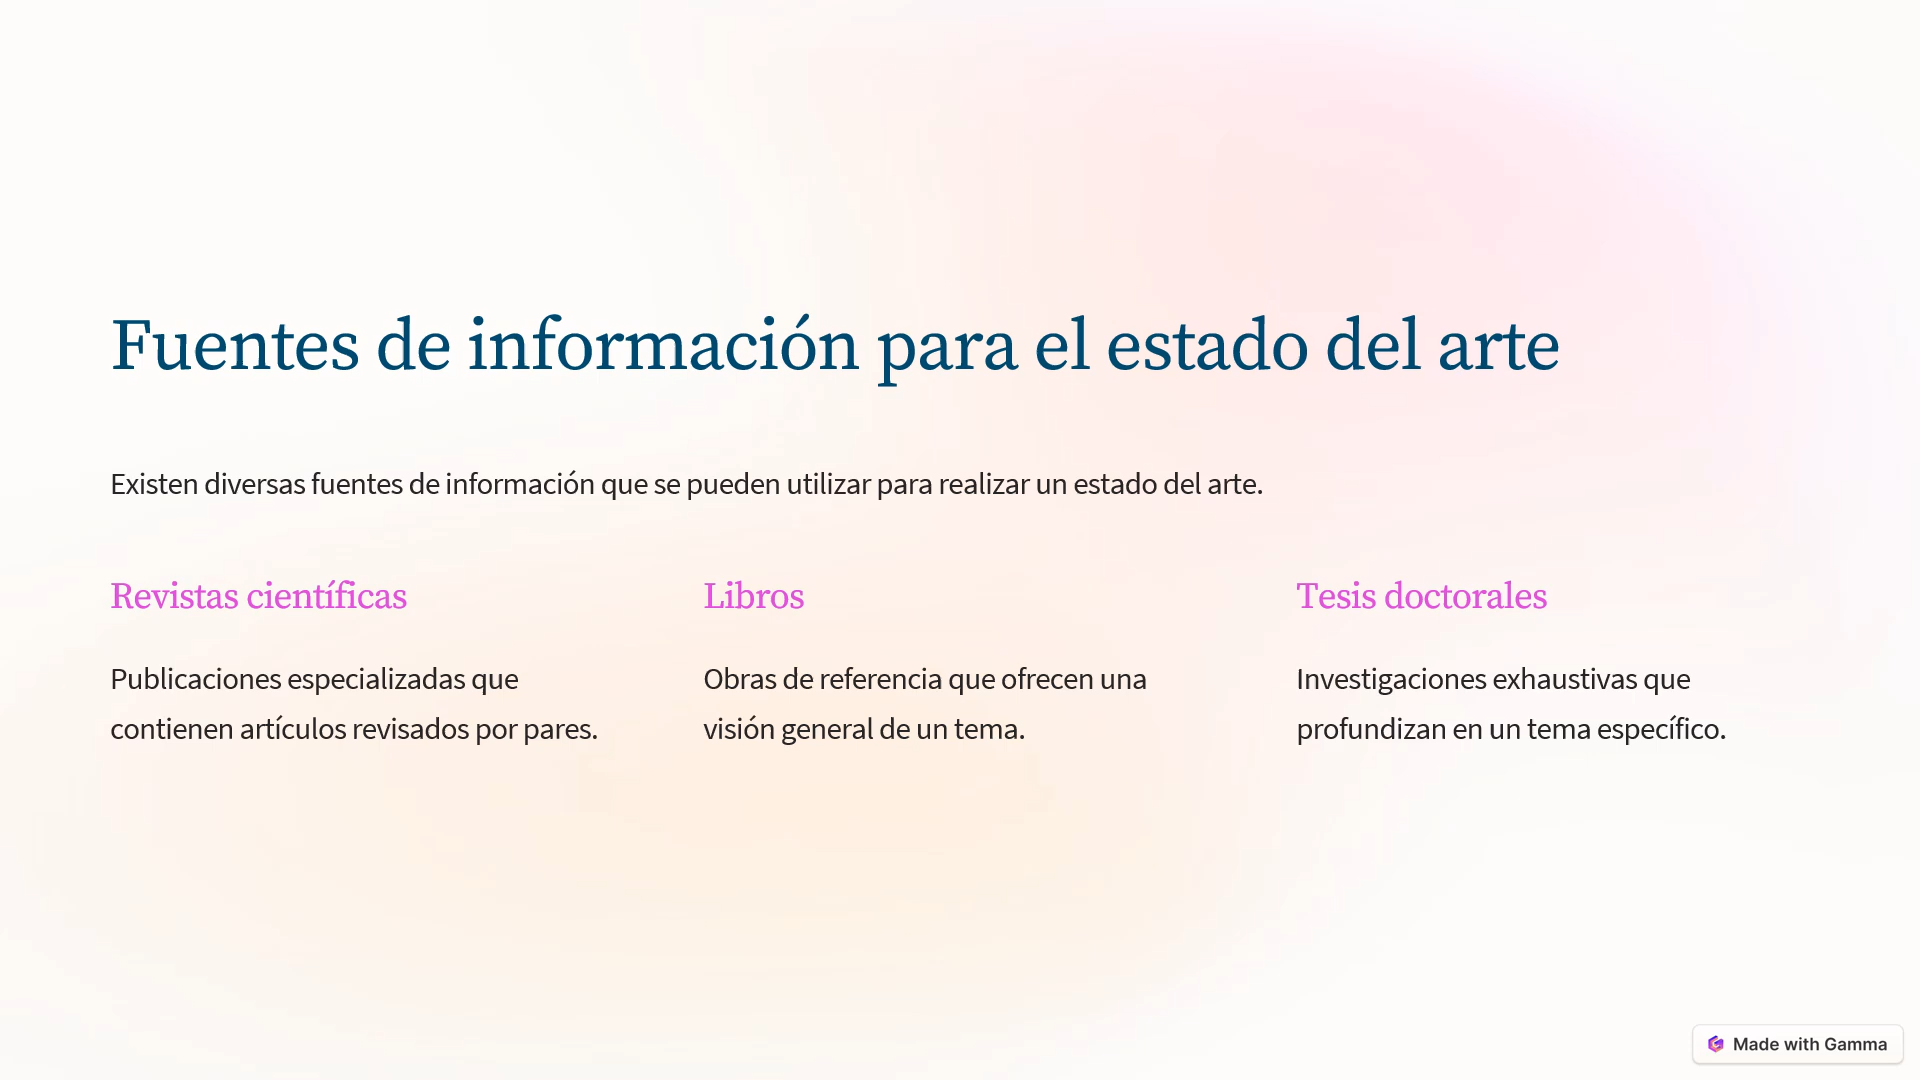 Fuentes de información para el estado del arte
Existen diversas fuentes de información que se pueden utilizar para realizar un estado del arte.
Revistas científicas
Publicaciones especializadas que
contienen artículos revisados por pares.
Libros
Obras de referencia que ofrecen una
visión general de un tema.
Tesis doctorales
Investigaciones exhaustivas que
profundizan en un tema específico.
Made with Gamma